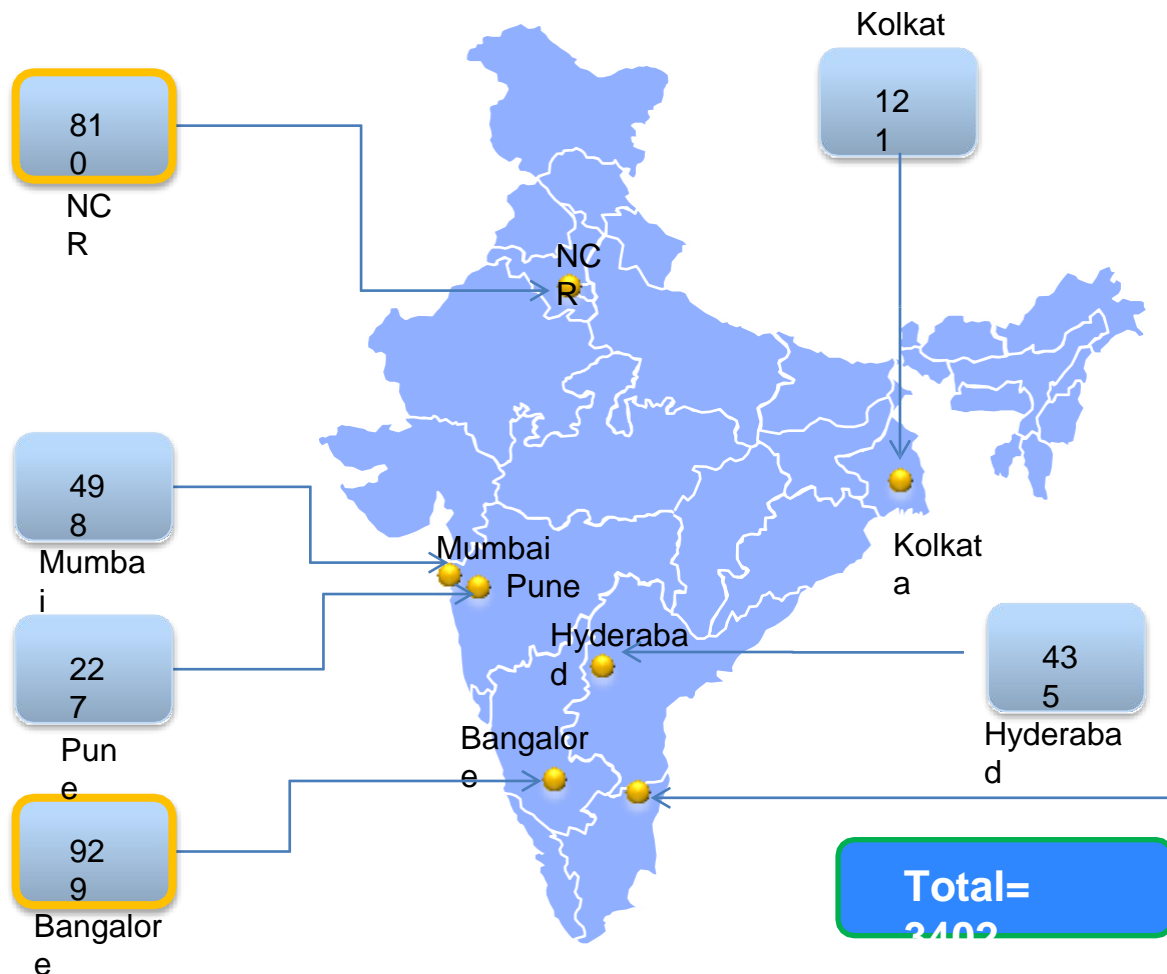 Kolkat
12
1
81
0
NC
R
NC
R
49
8
Mumba
i
Mumbai
Pune
Kolkat
a
22
7
Pun
e
Hyderaba
d
43
5
Hyderaba
d
Bangalor
e
92
9
Bangalor
e
Total=
3402